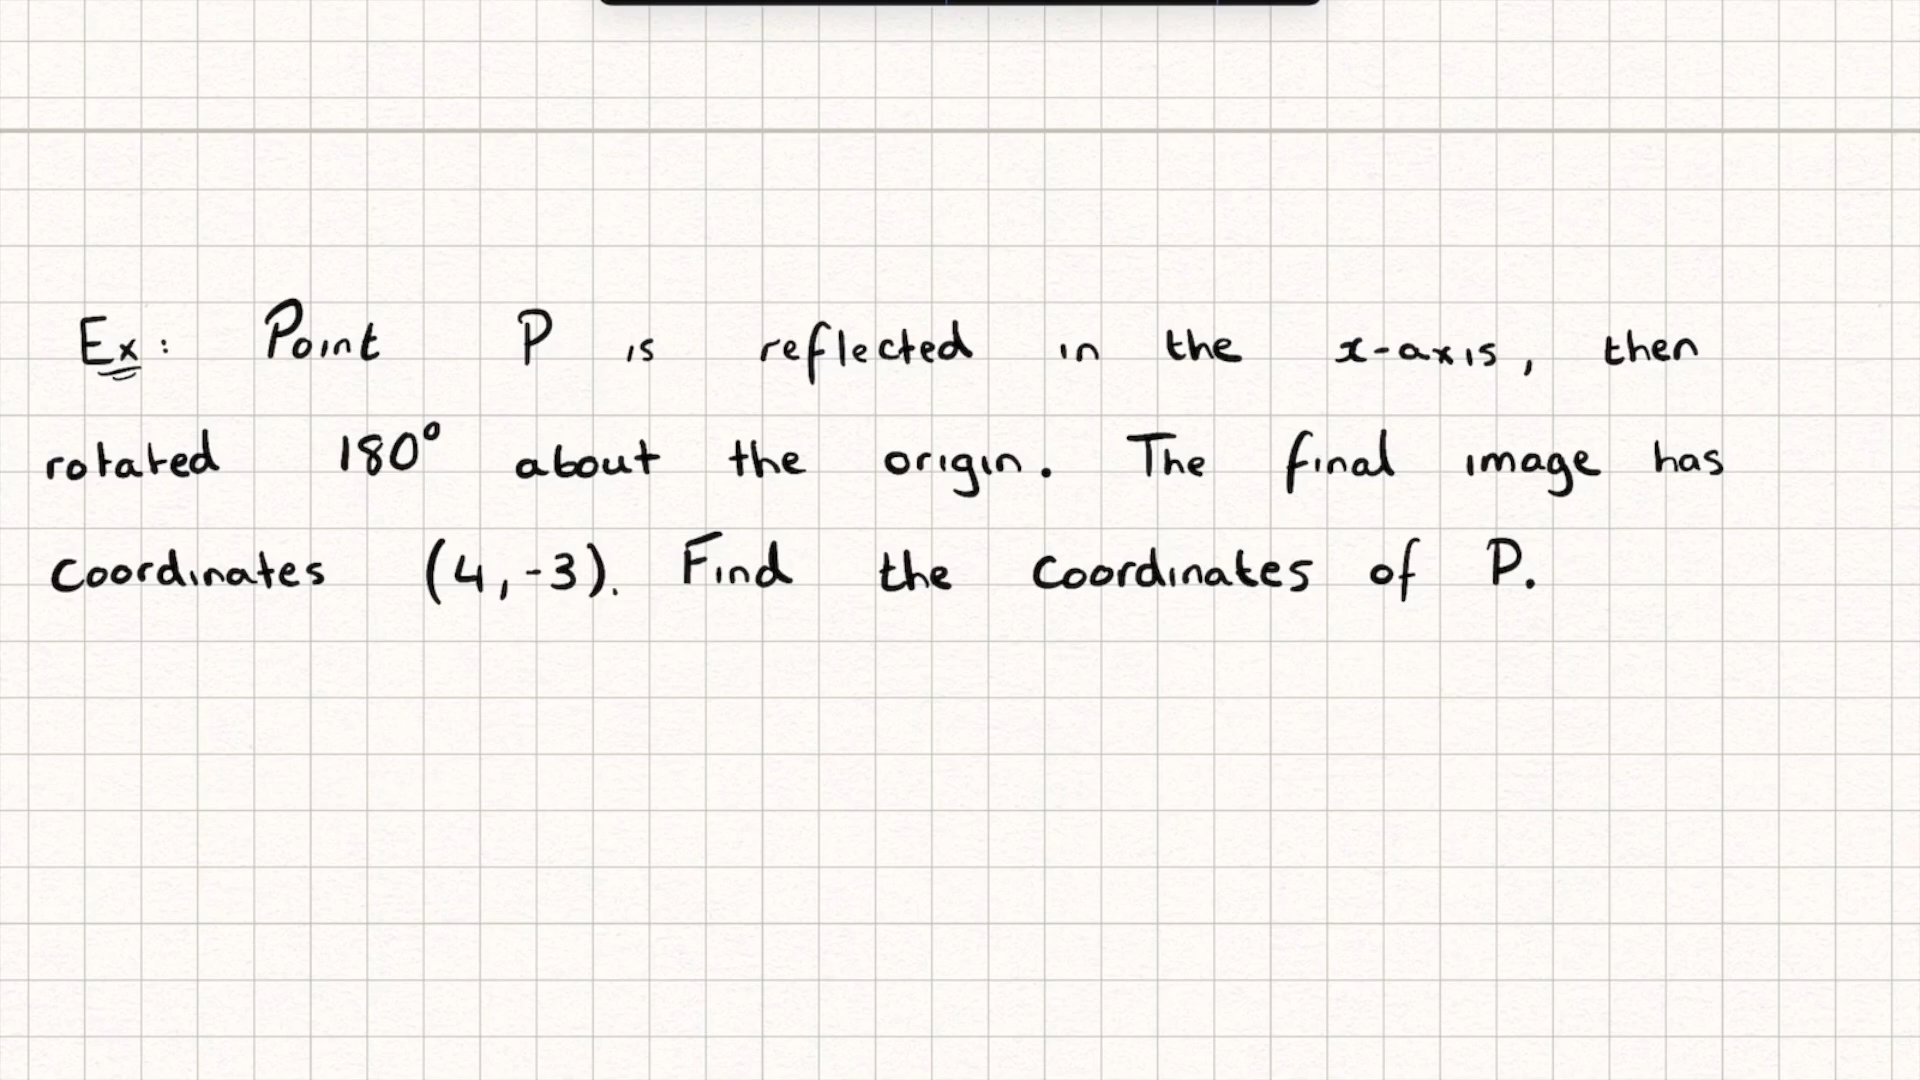 Ex: Point P is reflected in the x-axis, then
rotated 180° about the origin. The final image has
coordinates (4,-3). Find the coordinates of P.